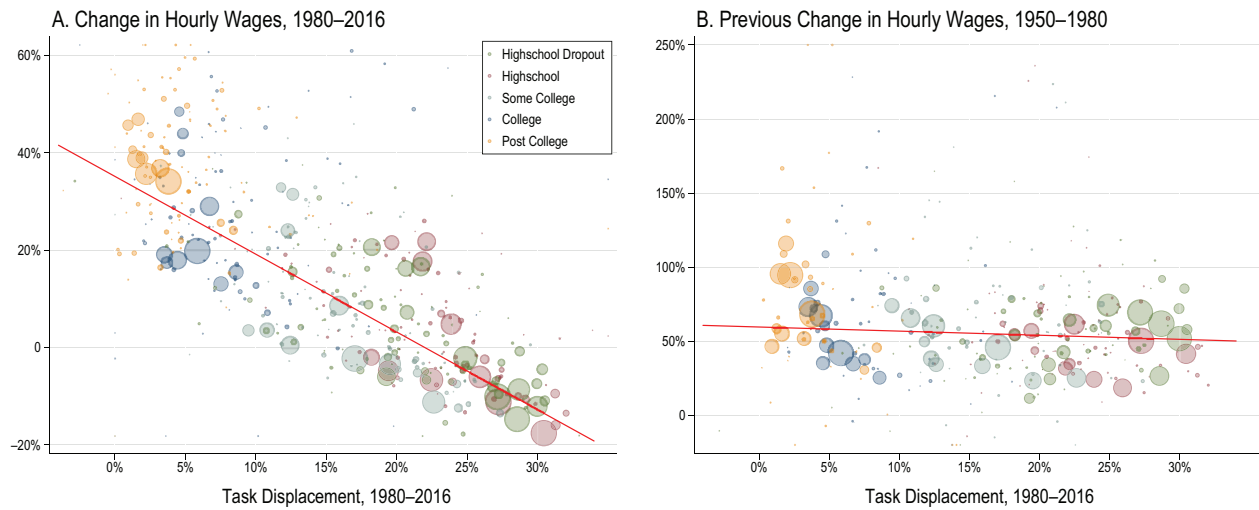 A. Change in Hourly Wages, 1980–2016
60%
40%
20%
0
–20%
0%
5%
10%
15%
20%
25%
30%
Task Displacement, 1980–2016
Highschool Dropout
Highschool
Some College
College
Post College
B. Previous Change in Hourly Wages, 1950–1980
250%
200%
150%
100%
50%
0
0%
5%
10%
15%
20%
25%
30%
Task Displacement, 1980–2016